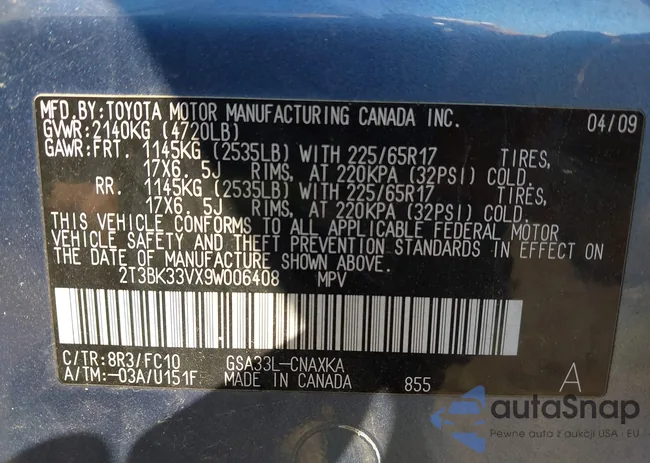 MFD.BY:TOYOTA MOTOR MANUFACTURING CANADA INC. 04/09
GVWR:2140KG (4720LB)
GAWR:FRT. 1145KG (2535LB) WITH 225/65R17 TIRES,
17X6. 5J RIMS, AT 220KPA (32PSI) COLD.
RR. 1145KG (2535LB) WITH 225/65R17 TIRES,
17X6. 5J RIMS, AT 220KPA (32PSI) COLD.
THIS VEHICLE CONFORMS TO ALL APPLICABLE FEDERAL MOTOR
VEHICLE SAFETY AND THEFT PREVENTION STANDARDS IN EFFECT ON
THE DATE OF MANUFACTURE SHOWN ABOVE.
2T3BK33VX9W006408 MPV
C/TR:8R3/FC10 GSA33L-CNAXKA
A/TM:-03A/U151F MADE IN CANADA 855 A
autaSnap
Pewne auto z aukcji USA - EU